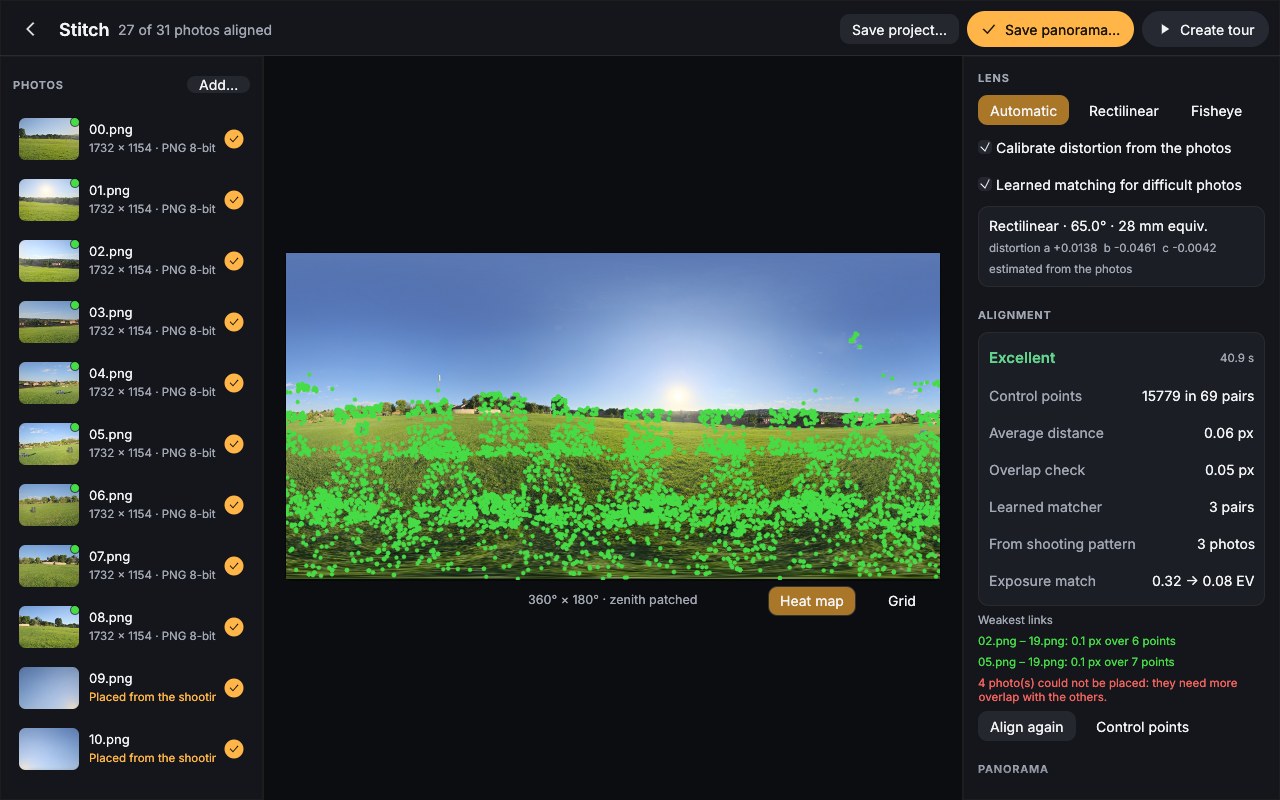 Stitch 27 of 31 photos aligned
Save project...
Save panorama...
Create tour
PHOTOS
Add...
00.png
1732 × 1154 · PNG 8-bit
01.png
1732 × 1154 · PNG 8-bit
02.png
1732 × 1154 · PNG 8-bit
03.png
1732 × 1154 · PNG 8-bit
04.png
1732 × 1154 · PNG 8-bit
05.png
1732 × 1154 · PNG 8-bit
06.png
1732 × 1154 · PNG 8-bit
07.png
1732 × 1154 · PNG 8-bit
08.png
1732 × 1154 · PNG 8-bit
09.png
Placed from the shootir
10.png
Placed from the shootir
360° × 180° · zenith patched
Heat map
Grid
LENS
Automatic Rectilinear Fisheye
Calibrate distortion from the photos
Learned matching for difficult photos
Rectilinear · 65.0° · 28 mm equiv.
distortion a +0.0138 b -0.0461 c -0.0042
estimated from the photos
ALIGNMENT
Excellent 40.9 s
Control points 15779 in 69 pairs
Average distance 0.06 px
Overlap check 0.05 px
Learned matcher 3 pairs
From shooting pattern 3 photos
Exposure match 0.32 → 0.08 EV
Weakest links
02.png – 19.png: 0.1 px over 6 points
05.png – 19.png: 0.1 px over 7 points
4 photo(s) could not be placed: they need more
overlap with the others.
Align again Control points
PANORAMA